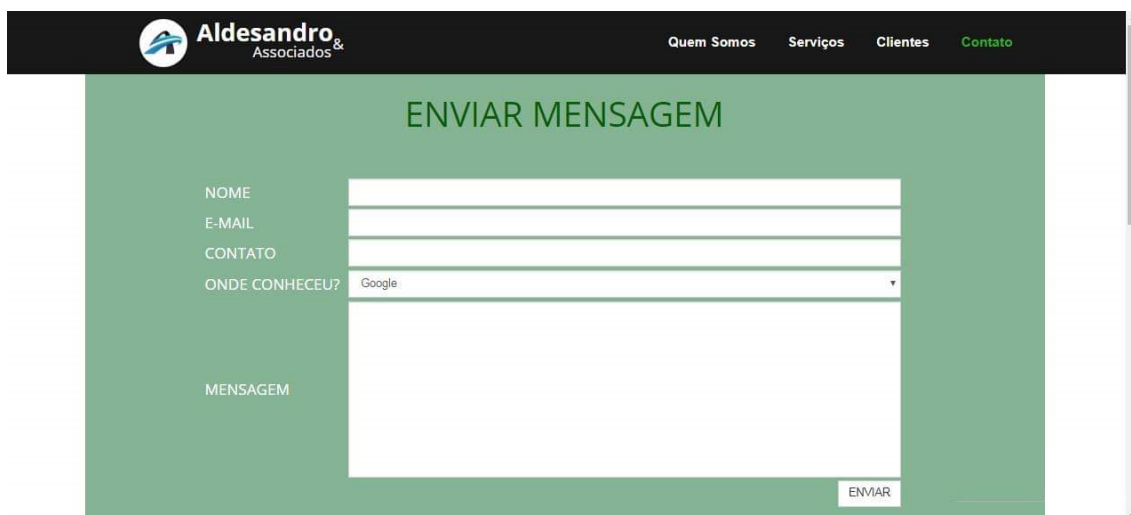 Aldesandro &
Associados
Quem Somos Serviços Clientes Contato
ENVIAR MENSAGEM
NOME
E-MAIL
CONTATO
ONDE CONHECEU? Google
MENSAGEM
ENVIAR